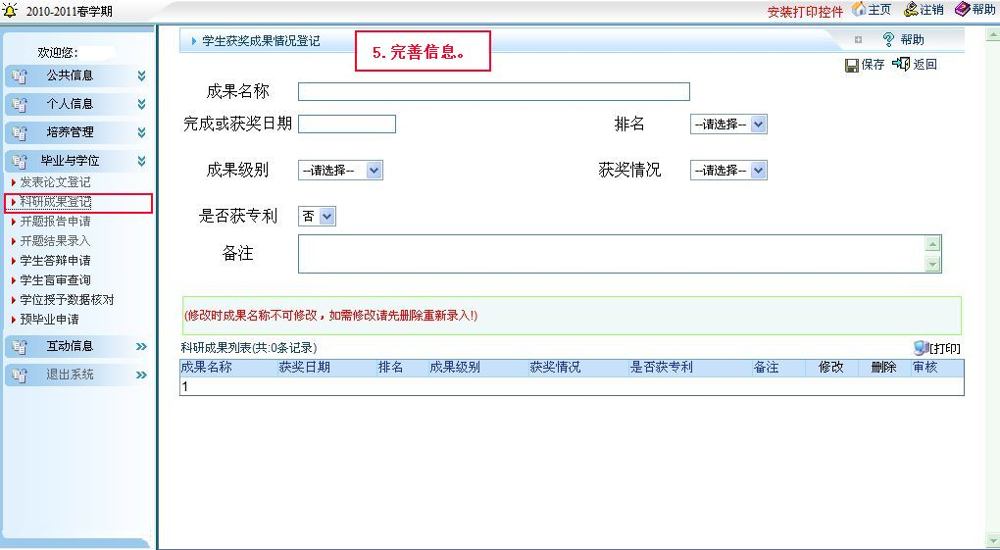 2010-2011春学期
安装打印控件 主页 注销 帮助
欢迎您:
公共信息
个人信息
培养管理
毕业与学位
发表论文登记
科研成果登记
开题报告申请
开题结果录入
学生答辩申请
学生盲审查询
学位授予数据核对
预毕业申请
互动信息
退出系统
学生获奖成果情况登记
5.完善信息。
帮助
保存 返回
成果名称
完成或获奖日期 排名 --请选择--
成果级别 --请选择-- 获奖情况 --请选择--
是否获专利 否
备注
(修改时成果名称不可修改，如需修改请先删除重新录入!)
科研成果列表(共:0条记录) [打印]
成果名称 获奖日期 排名 成果级别 获奖情况 是否获专利 备注 修改 删除 审核
1